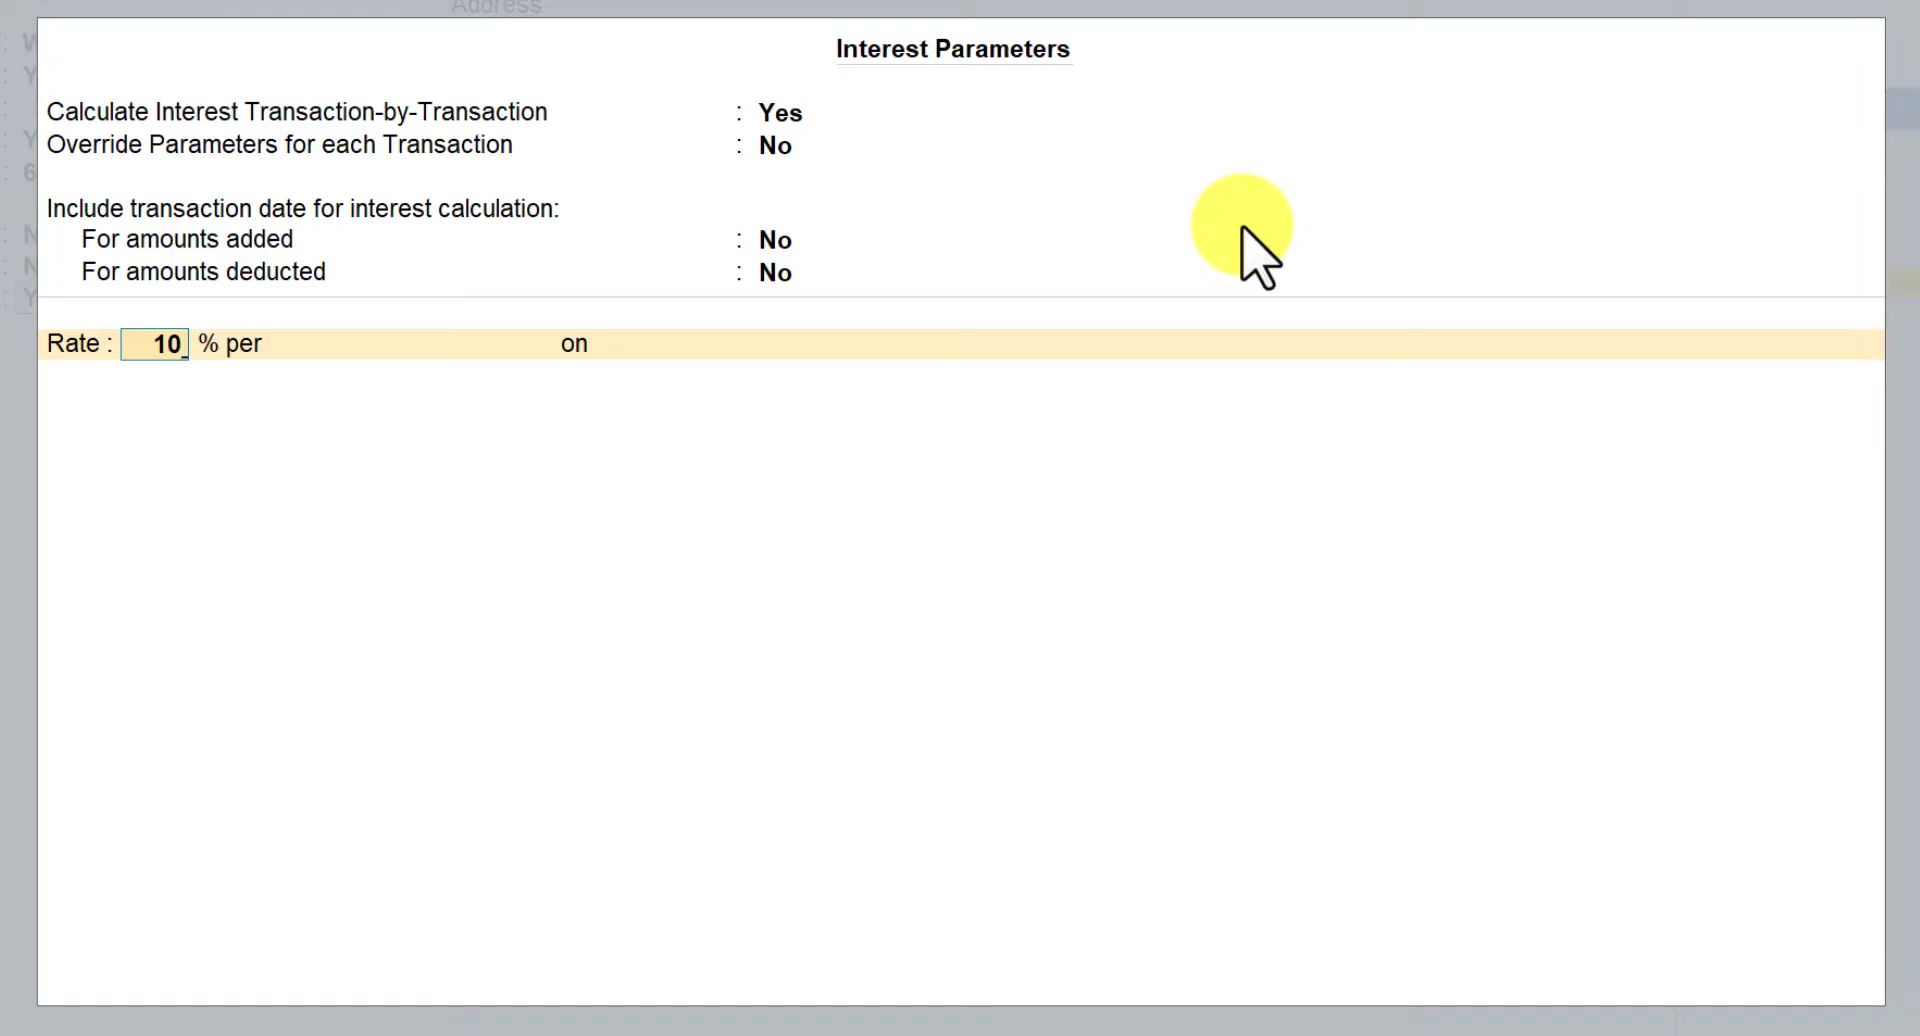 Address
Interest Parameters
Calculate Interest Transaction-by-Transaction : Yes
Override Parameters for each Transaction : No
Include transaction date for interest calculation:
For amounts added : No
For amounts deducted : No
Rate : 10 % per on